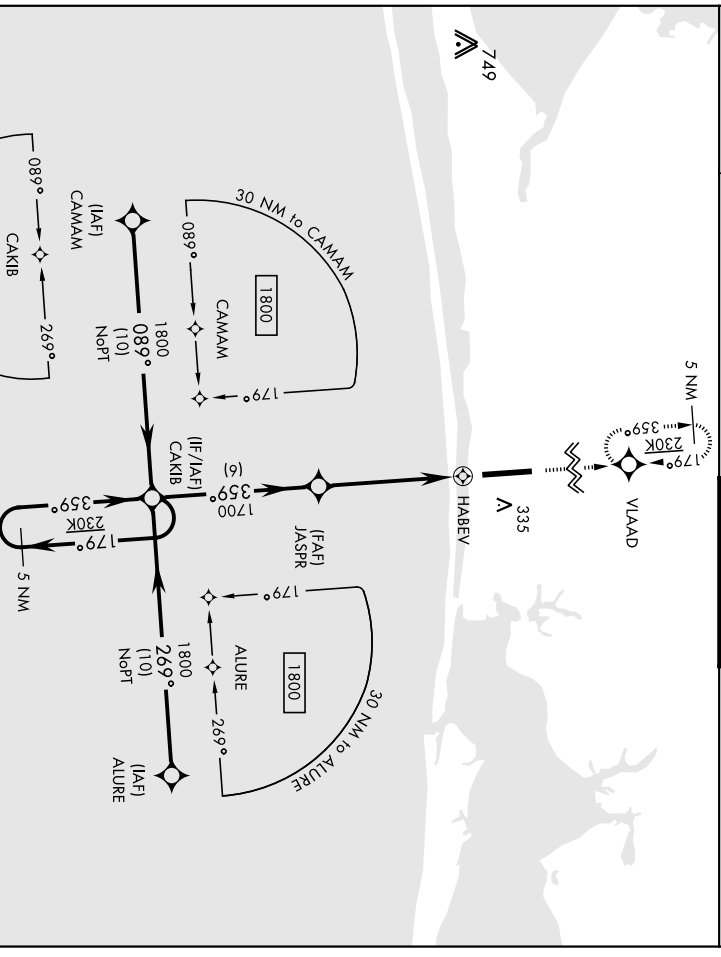 749
5 NM
359°
230K
179°
VLAAD
335
HABEV
30 NM to CAMAM
1800
089°
CAMAM
179°
089°
269°
CAKIB
(IAF)
CAMAM
1800
089°
(10)
NoPT
(IF/IAF)
CAKIB
(6)
359°
1700
(FAF)
JASPR
359°
230K
179°
5 NM
179°
ALURE
1800
269°
30 NM to ALURE
1800
269°
(10)
NoPT
(IAF)
ALURE